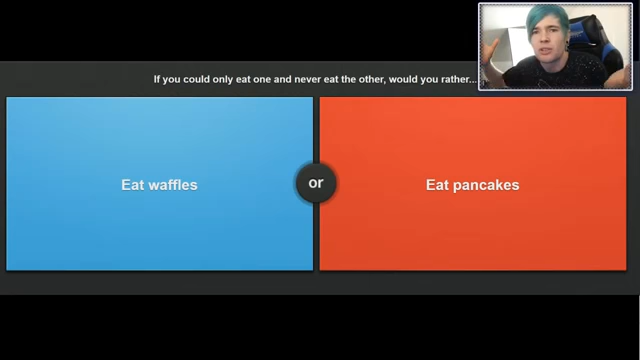 If you could only eat one and never eat the other, would you rather...
Eat waffles
or
Eat pancakes